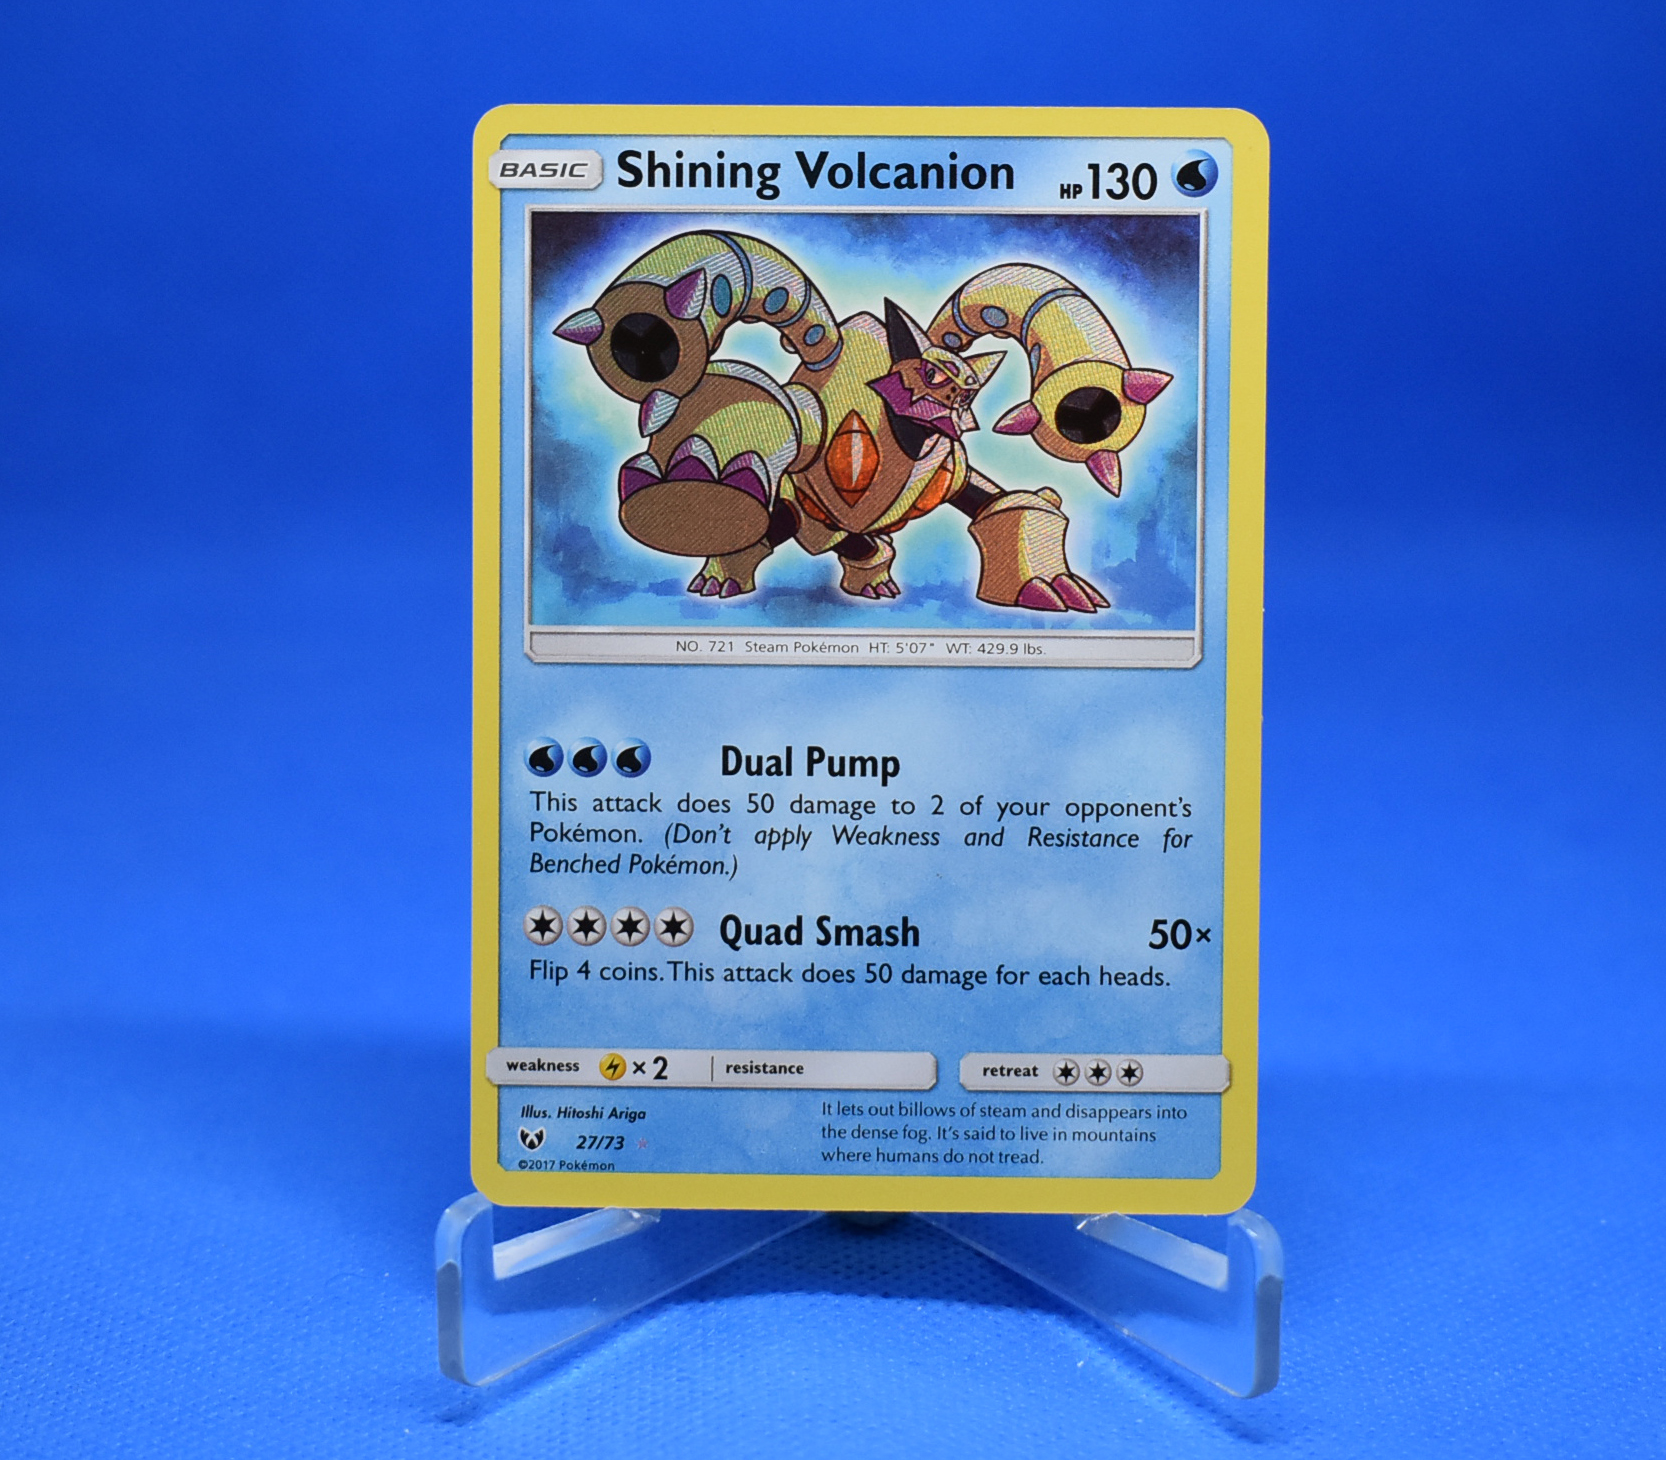 BASIC Shining Volcanion HP 130
NO. 721 Steam Pokémon HT: 5'07" WT: 429.9 lbs.
Dual Pump
This attack does 50 damage to 2 of your opponent's
Pokémon. (Don't apply Weakness and Resistance for
Benched Pokémon.)
Quad Smash 50×
Flip 4 coins. This attack does 50 damage for each heads.
weakness ×2 resistance retreat
Illus. Hitoshi Ariga
27/73
©2017 Pokémon
It lets out billows of steam and disappears into
the dense fog. It's said to live in mountains
where humans do not tread.